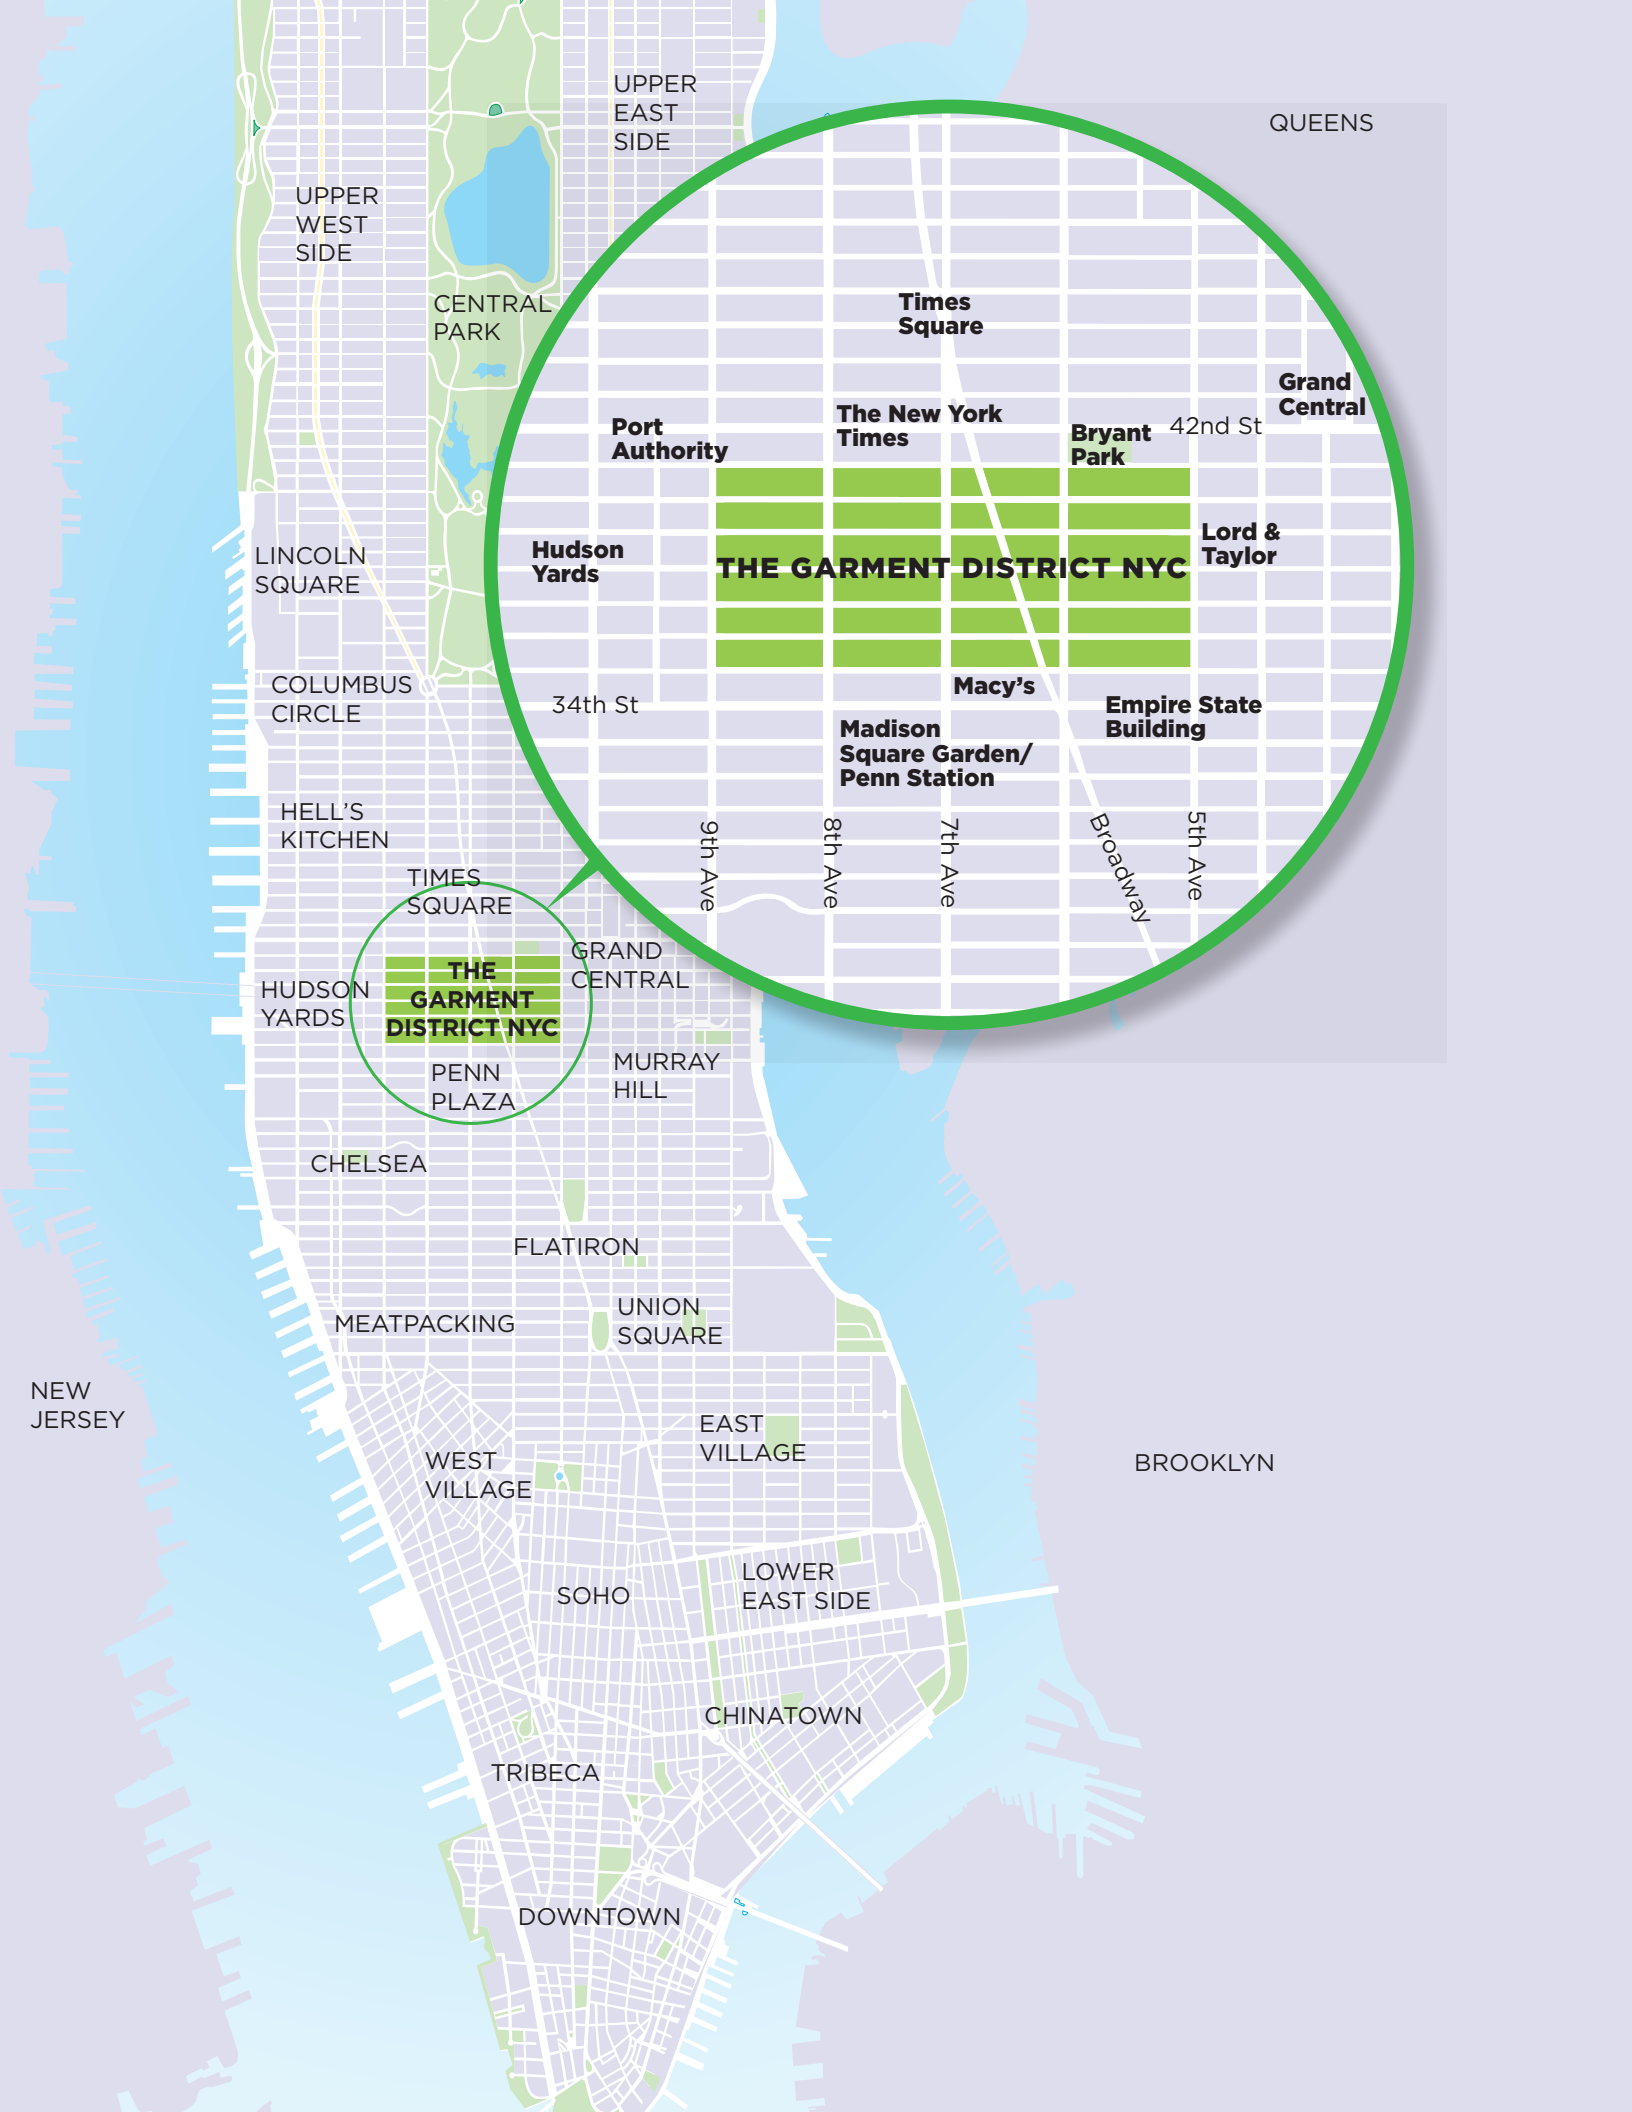 UPPER
EAST
SIDE
QUEENS
UPPER
WEST
SIDE
CENTRAL
PARK
Times
Square
Grand
Central
The New York
Times
Port
Authority
Bryant
Park
42nd St
Lord &
Taylor
Hudson
Yards
THE GARMENT DISTRICT NYC
LINCOLN
SQUARE
COLUMBUS
CIRCLE
34th St
Macy’s
Empire State
Building
Madison
Square Garden/
Penn Station
HELL’S
KITCHEN
9th Ave
8th Ave
7th Ave
Broadway
5th Ave
TIMES
SQUARE
GRAND
CENTRAL
THE
GARMENT
DISTRICT NYC
HUDSON
YARDS
PENN
PLAZA
MURRAY
HILL
CHELSEA
FLATIRON
UNION
SQUARE
MEATPACKING
NEW
JERSEY
EAST
VILLAGE
WEST
VILLAGE
BROOKLYN
LOWER
EAST SIDE
SOHO
CHINATOWN
TRIBECA
DOWNTOWN